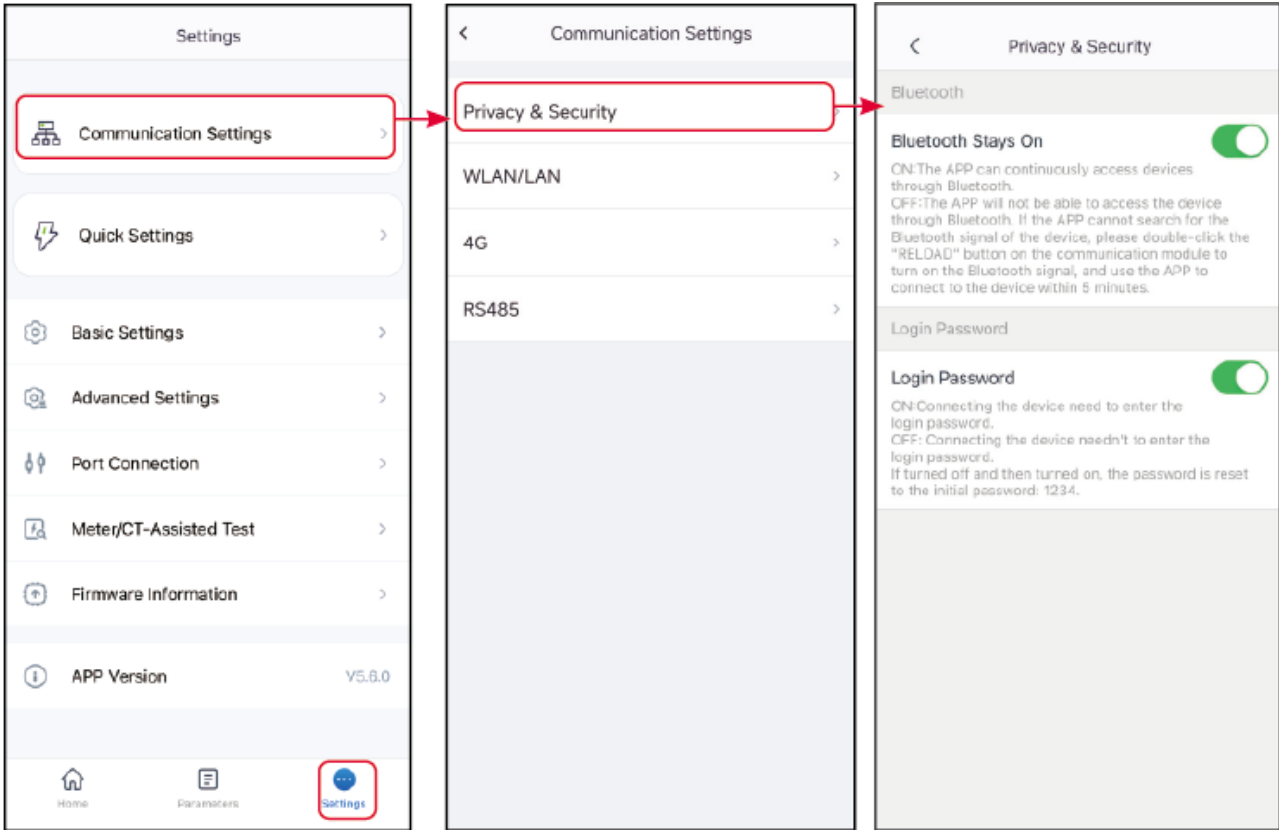 Settings
Communication Settings
Quick Settings
Basic Settings
Advanced Settings
Port Connection
Meter/CT-Assisted Test
Firmware Information
APP Version
V5.6.0
Home
Parameters
Settings
Communication Settings
Privacy & Security
WLAN/LAN
4G
RS485
Privacy & Security
Bluetooth
Bluetooth Stays On
ON:The APP can continuously access devices
through Bluetooth.
OFF:The APP will not be able to access the device
through Bluetooth. If the APP cannot search for the
Bluetooth signal of the device, please double-click the
"RELOAD" button on the communication module to
turn on the Bluetooth signal, and use the APP to
connect to the device within 5 minutes.
Login Password
Login Password
ON:Connecting the device need to enter the
login password.
OFF: Connecting the device needn't to enter the
login password.
If turned off and then turned on, the password is reset
to the initial password: 1234.